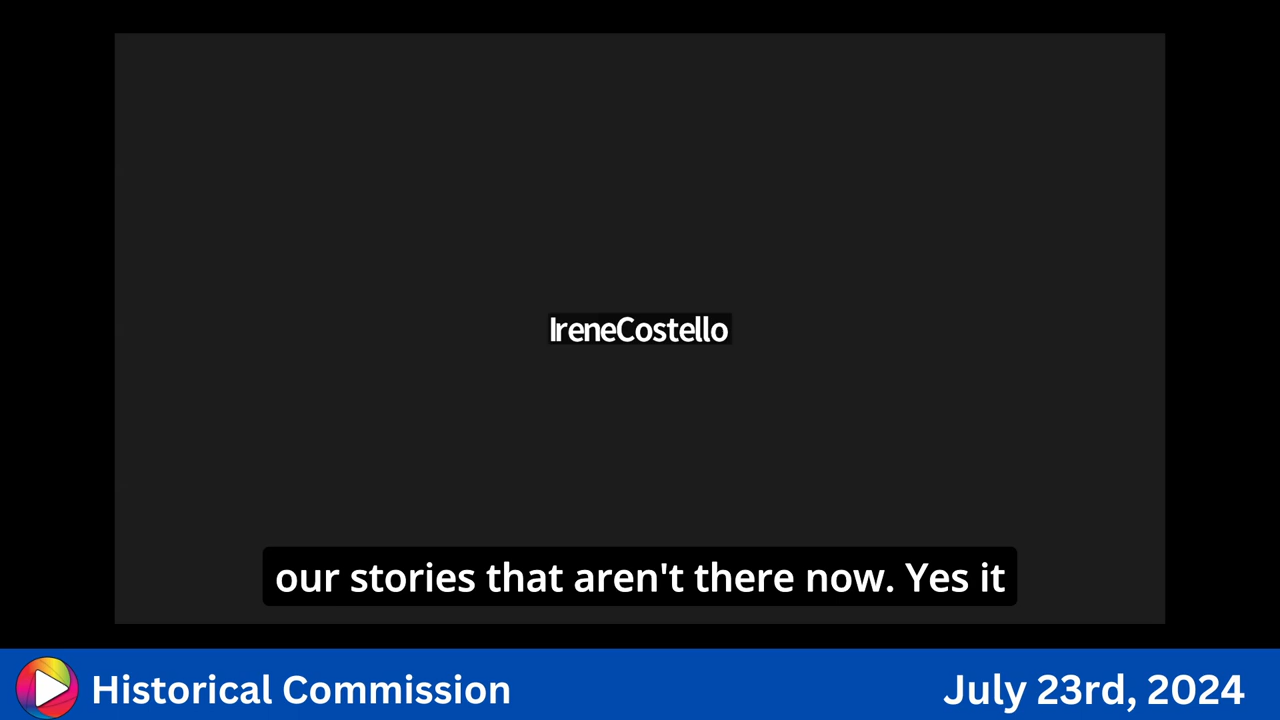 IreneCostello
our stories that aren't there now. Yes it
Historical Commission
July 23rd, 2024